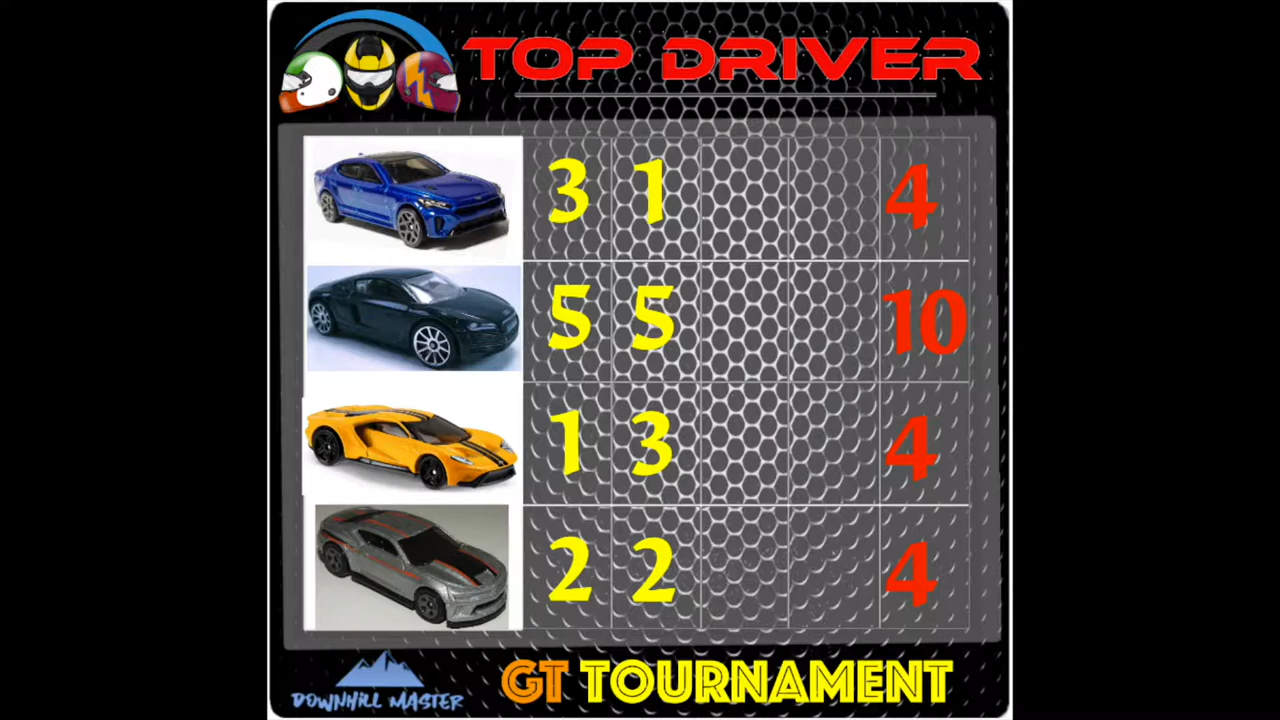 TOP DRIVER
3 1 4
5 5 10
1 3 4
2 2 4
DOWNHILL MASTER
GT TOURNAMENT